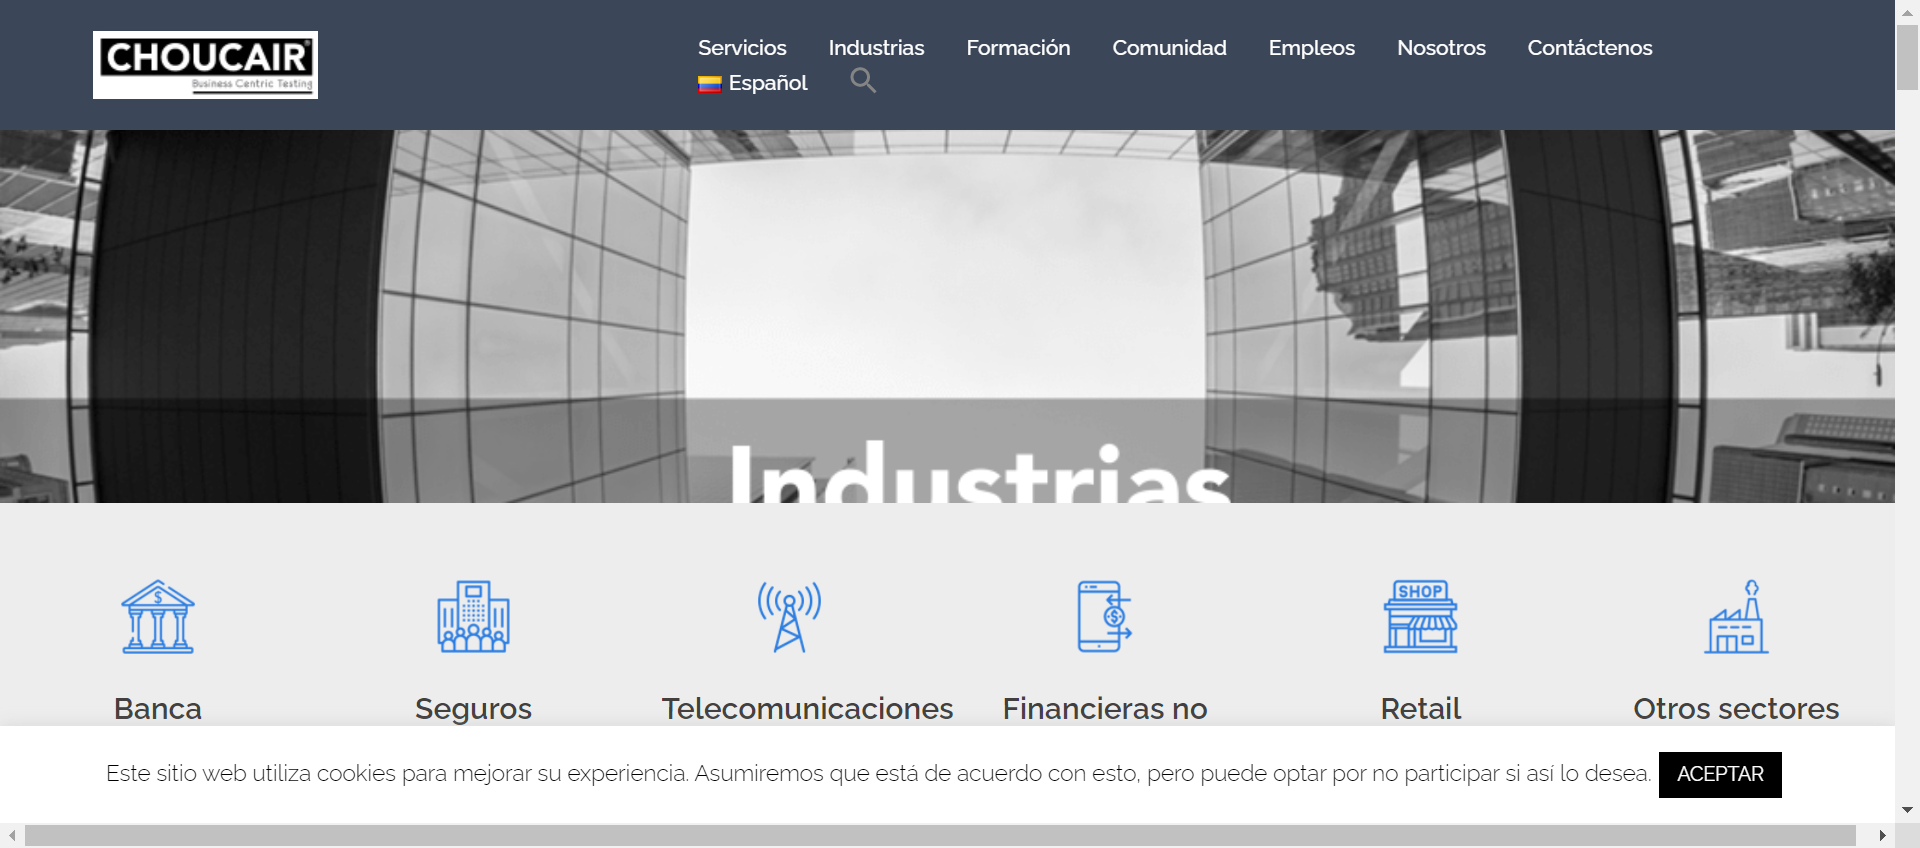 CHOUCAIR®
Business Centric Testing
Servicios Industrias Formación Comunidad Empleos Nosotros Contáctenos
Español
Industrias
$
SHOP
$
Banca Seguros Telecomunicaciones Financieras no Retail Otros sectores
Este sitio web utiliza cookies para mejorar su experiencia. Asumiremos que está de acuerdo con esto, pero puede optar por no participar si así lo desea. ACEPTAR